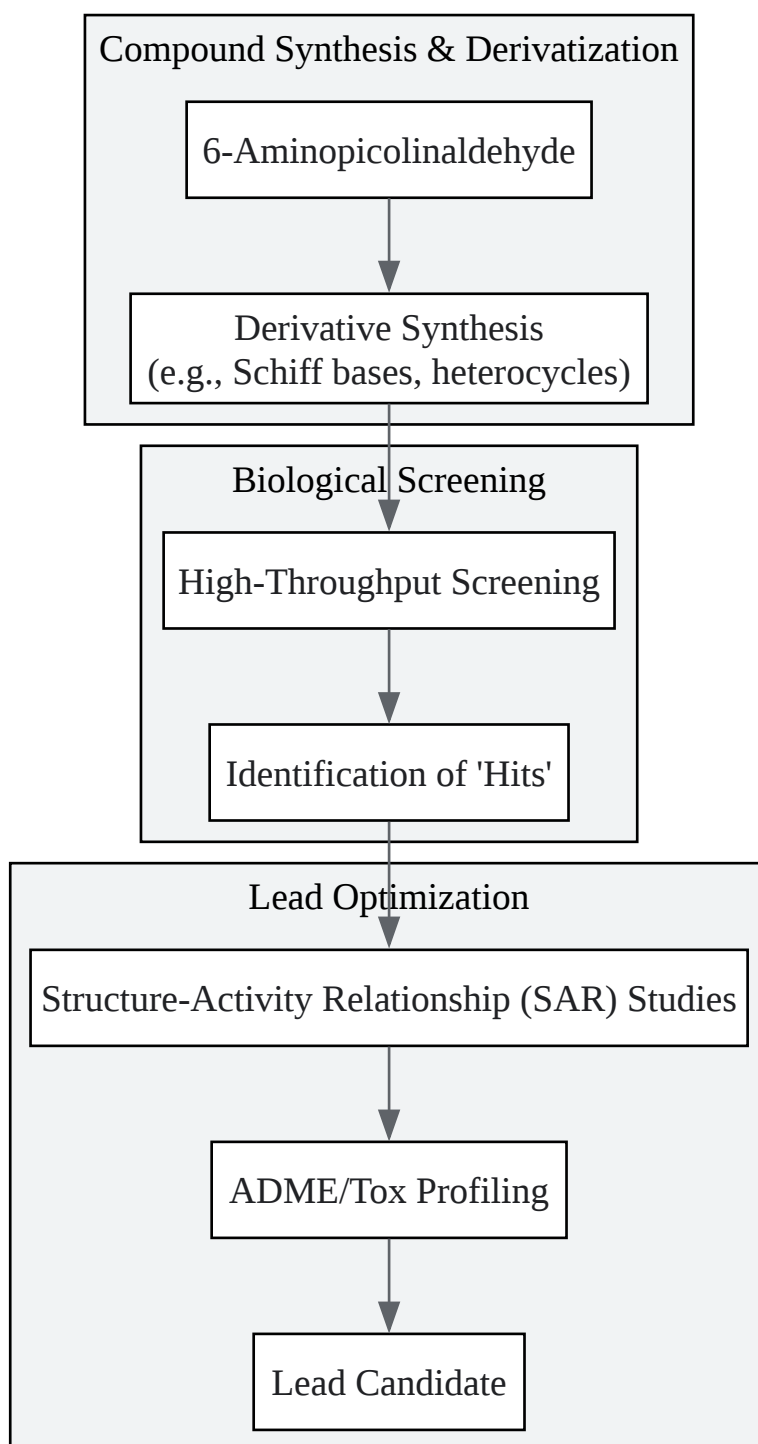 Compound Synthesis & Derivatization
6-Aminopicolinaldehyde
Derivative Synthesis
(e.g., Schiff bases, heterocycles)
Biological Screening
High-Throughput Screening
Identification of 'Hits'
Lead Optimization
Structure-Activity Relationship (SAR) Studies
ADME/Tox Profiling
Lead Candidate